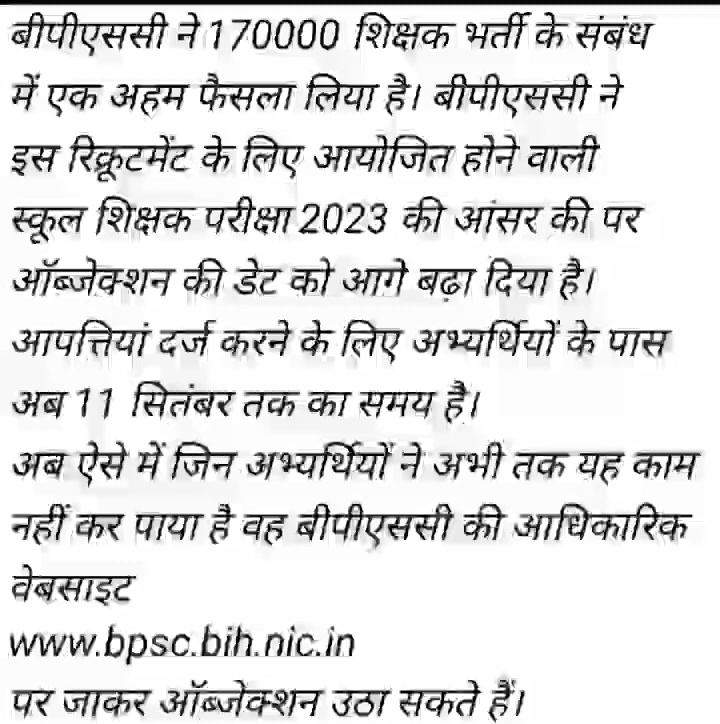 बीपीएससी ने 170000 शिक्षक भर्ती के संबंध
में एक अहम फैसला लिया है। बीपीएससी ने
इस रिक्रूटमेंट के लिए आयोजित होने वाली
स्कूल शिक्षक परीक्षा 2023 की आंसर की पर
ऑब्जेक्शन की डेट को आगे बढ़ा दिया है।
आपत्तियां दर्ज करने के लिए अभ्यर्थियों के पास
अब 11 सितंबर तक का समय है।
अब ऐसे में जिन अभ्यर्थियों ने अभी तक यह काम
नहीं कर पाया है वह बीपीएससी की आधिकारिक
वेबसाइट
www.bpsc.bih.nic.in
पर जाकर ऑब्जेक्शन उठा सकते हैं।